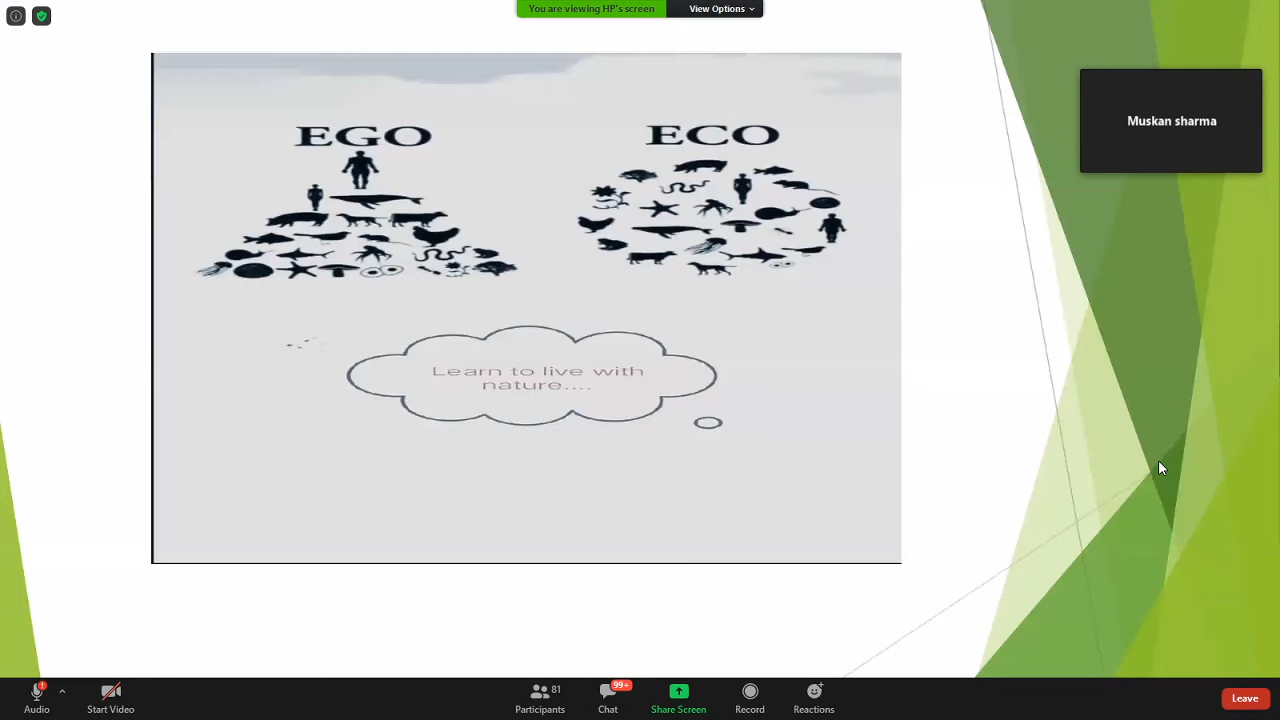 You are viewing HP's screen
View Options
Muskan sharma
EGO
ECO
Learn to live with
nature....
Audio
Start Video
Participants
81
Chat
99+
Share Screen
Record
Reactions
Leave